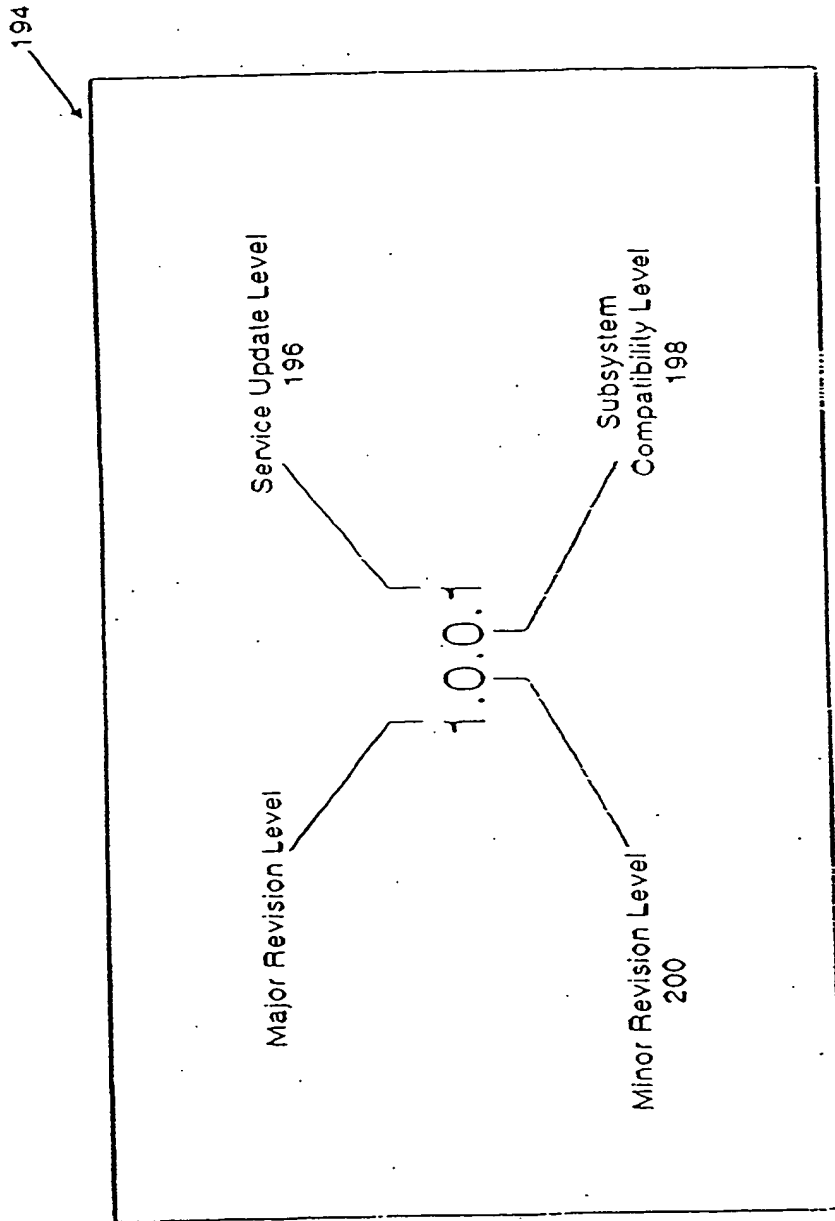 194
Major Revision Level
Service Update Level
196
1.0.0.1
Minor Revision Level
200
Subsystem
Compatibility Level
198